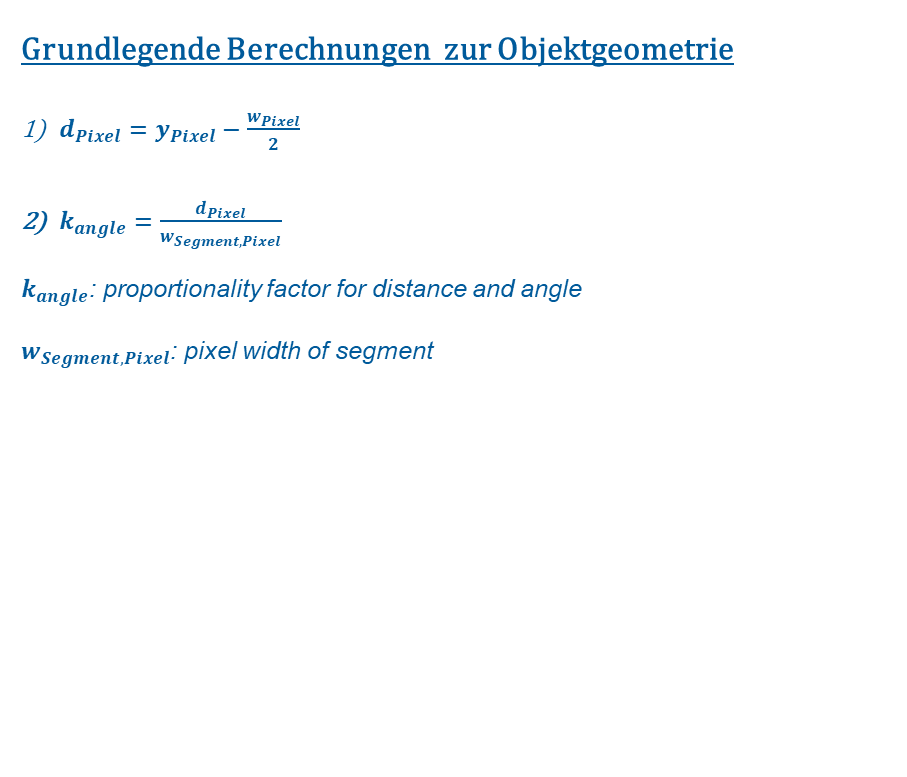 Grundlegende Berechnungen zur Objektgeometrie
1) d_Pixel = y_Pixel − w_Pixel/2
2) k_angle = d_Pixel/w_Segment,Pixel
k_angle: proportionality factor for distance and angle
w_Segment,Pixel: pixel width of segment